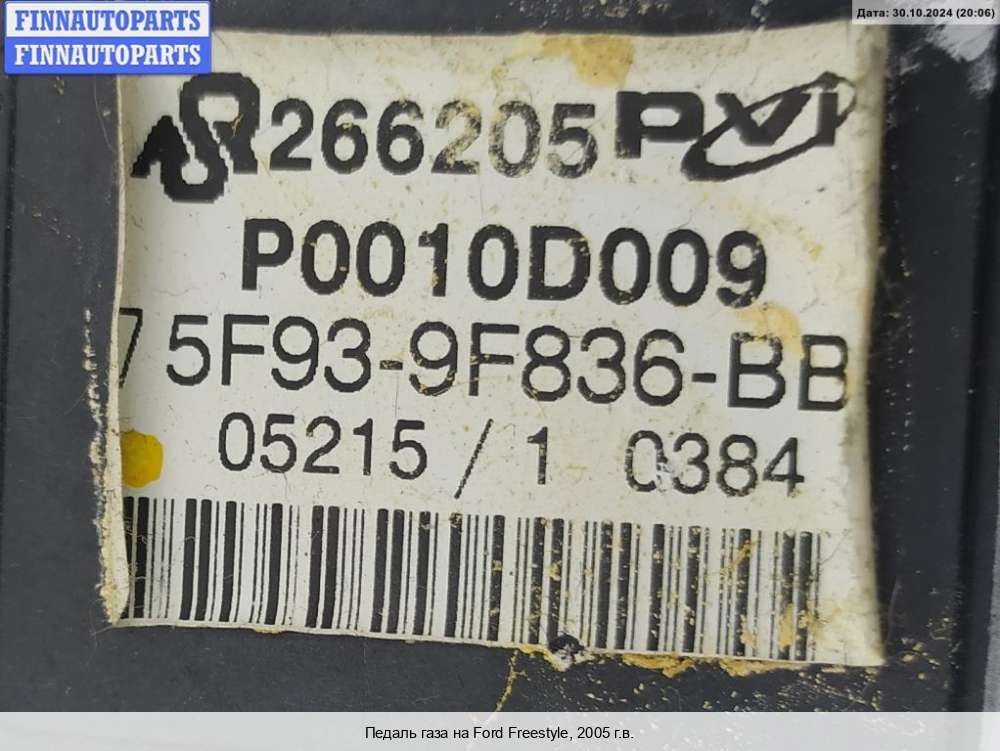 FINNAUTOPARTS
FINNAUTOPARTS
Дата: 30.10.2024 (20:06)
266205
P0010D009
7 5F93-9F836-BB
05215 / 1 0384
Педаль газа на Ford Freestyle, 2005 г.в.